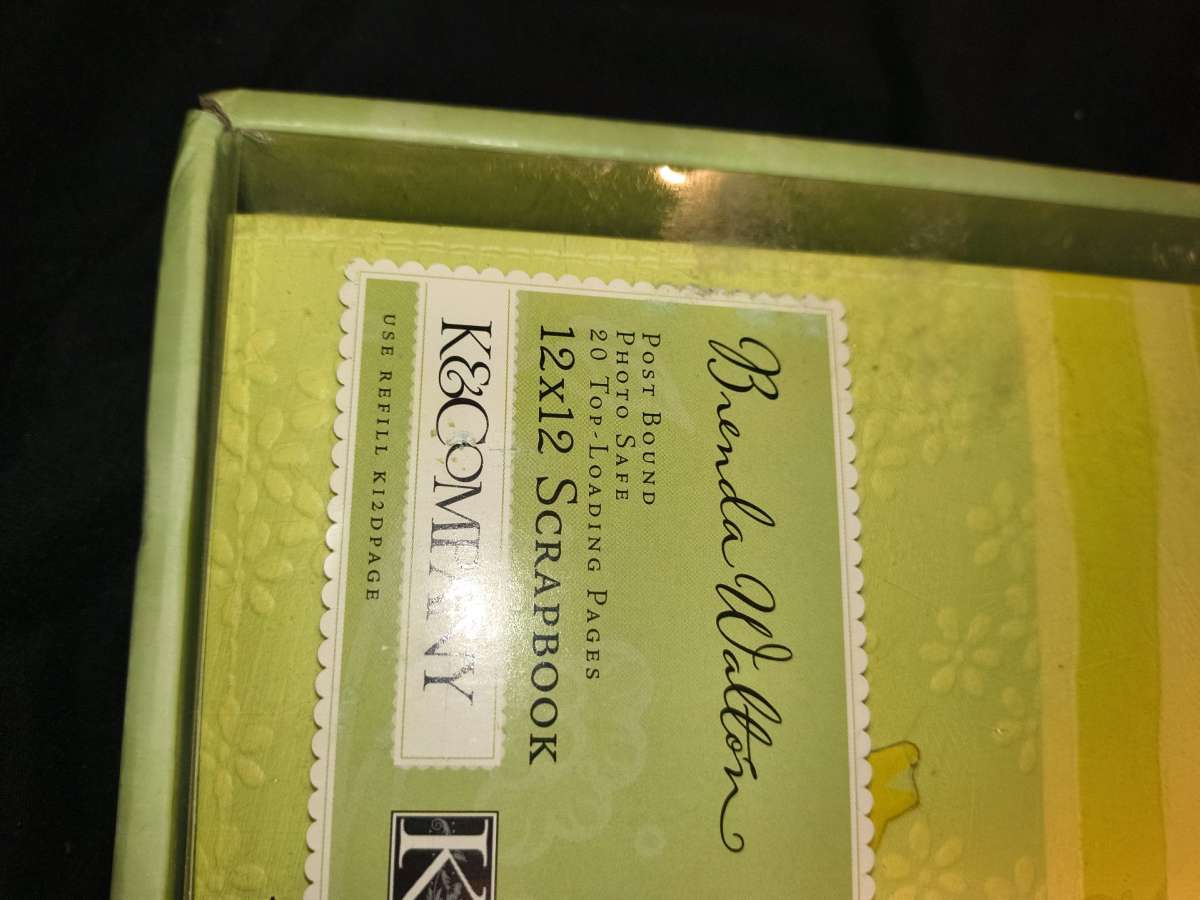 Brenda Walton
Post Bound
Photo Safe
20 Top-Loading Pages
12x12 Scrapbook
K&COMPANY
USE REFILL K12DPAGE
K